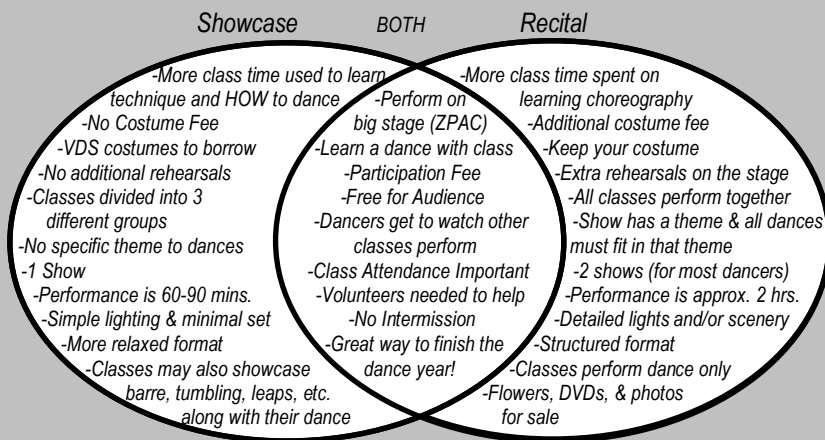 Showcase
BOTH
Recital
-More class time used to learn
technique and HOW to dance
-No Costume Fee
-VDS costumes to borrow
-No additional rehearsals
-Classes divided into 3
different groups
-No specific theme to dances
-1 Show
-Performance is 60-90 mins.
-Simple lighting & minimal set
-More relaxed format
-Classes may also showcase
barre, tumbling, leaps, etc.
along with their dance
-Perform on
big stage (ZPAC)
-Learn a dance with class
-Participation Fee
-Free for Audience
-Dancers get to watch other
classes perform
-Class Attendance Important
-Volunteers needed to help
-No Intermission
-Great way to finish the
dance year!
-More class time spent on
learning choreography
-Additional costume fee
-Keep your costume
-Extra rehearsals on the stage
-All classes perform together
-Show has a theme & all dances
must fit in that theme
-2 shows (for most dancers)
-Performance is approx. 2 hrs.
-Detailed lights and/or scenery
-Structured format
-Classes perform dance only
-Flowers, DVDs, & photos
for sale